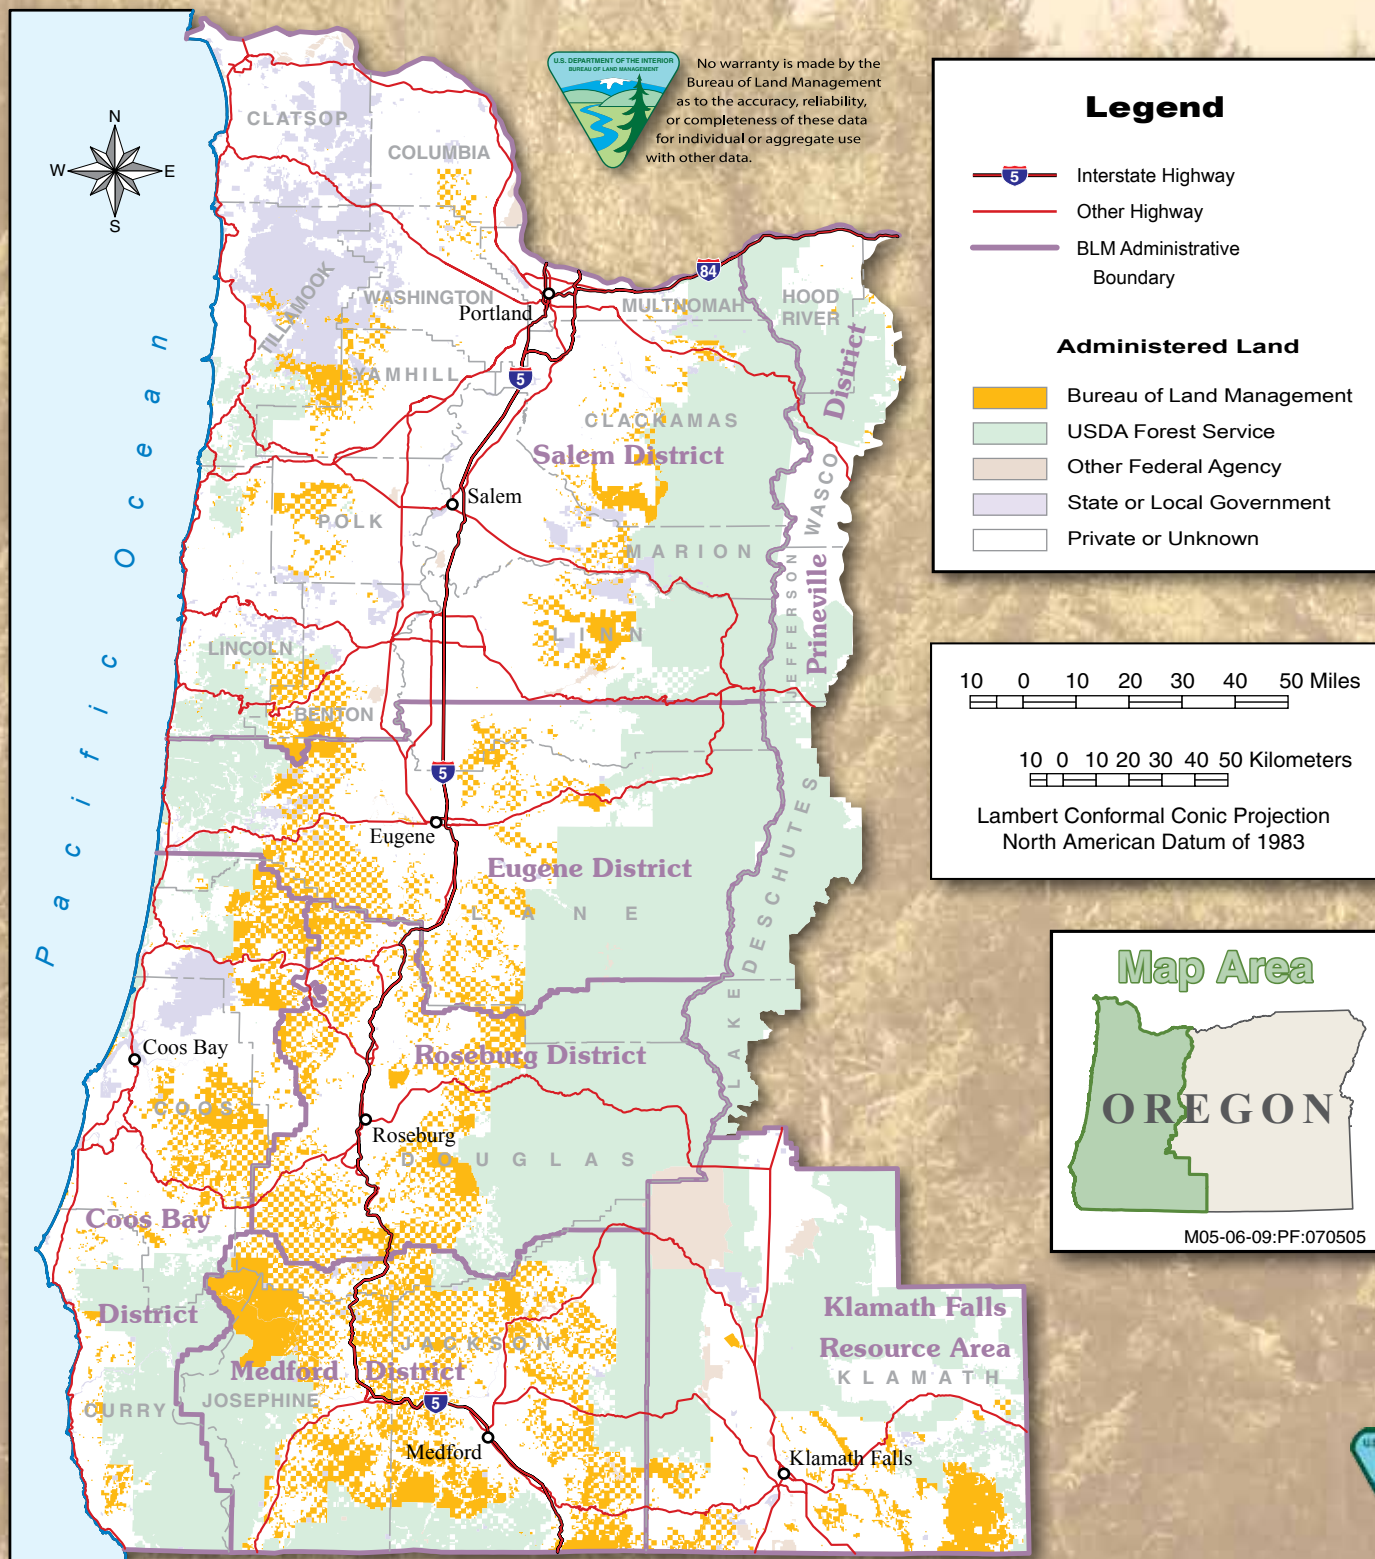 U.S. DEPARTMENT OF THE INTERIOR
BUREAU OF LAND MANAGEMENT
No warranty is made by the
Bureau of Land Management
as to the accuracy, reliability,
or completeness of these data
for individual or aggregate use
with other data.
Legend
5 Interstate Highway
Other Highway
BLM Administrative
Boundary
Administered Land
Bureau of Land Management
USDA Forest Service
Other Federal Agency
State or Local Government
Private or Unknown
10 0 10 20 30 40 50 Miles
10 0 10 20 30 40 50 Kilometers
Lambert Conformal Conic Projection
North American Datum of 1983
Map Area
OREGON
M05-06-09:PF:070505
N
W E
S
Pacific Ocean
CLATSOP
COLUMBIA
TILLAMOOK
WASHINGTON
Portland
84
MULTNOMAH
HOOD
RIVER
YAMHILL
5
CLACKAMAS
Salem District
Salem
POLK
MARION
WASCO
JEFFERSON
Prineville
District
LINN
LINCOLN
BENTON
5
Eugene
Eugene District
LANE
DESCHUTES
LAKE
Coos Bay
Roseburg District
COOS
Roseburg
DOUGLAS
Coos Bay
District
Medford District
JACKSON
JOSEPHINE
CURRY
5
Medford
Klamath Falls
Resource Area
KLAMATH
Klamath Falls